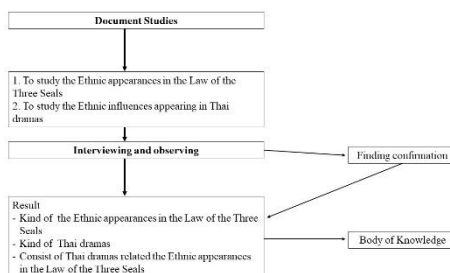 Document Studies
1. To study the Ethnic appearances in the Law of the
Three Seals
2. To study the Ethnic influences appearing in Thai
dramas
Interviewing and observing
Finding confirmation
Result
- Kind of the Ethnic appearances in the Law of the Three
Seals
- Kind of Thai dramas
- Consist of Thai dramas related the Ethnic appearances
in the Law of the Three Seals
Body of Knowledge